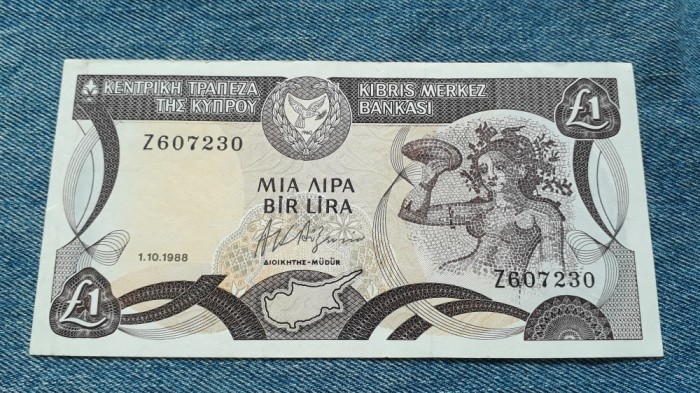 ΚΕΝΤΡΙΚΗ ΤΡΑΠΕΖΑ
ΤΗΣ ΚΥΠΡΟΥ
KIBRIS MERKEZ
BANKASI
£1
Z607230
ΜΙΑ ΛΙΡΑ
BİR LİRA
1.10.1988
ΔΙΟΙΚΗΤΗΣ-MÜDÜR
Z607230
£1